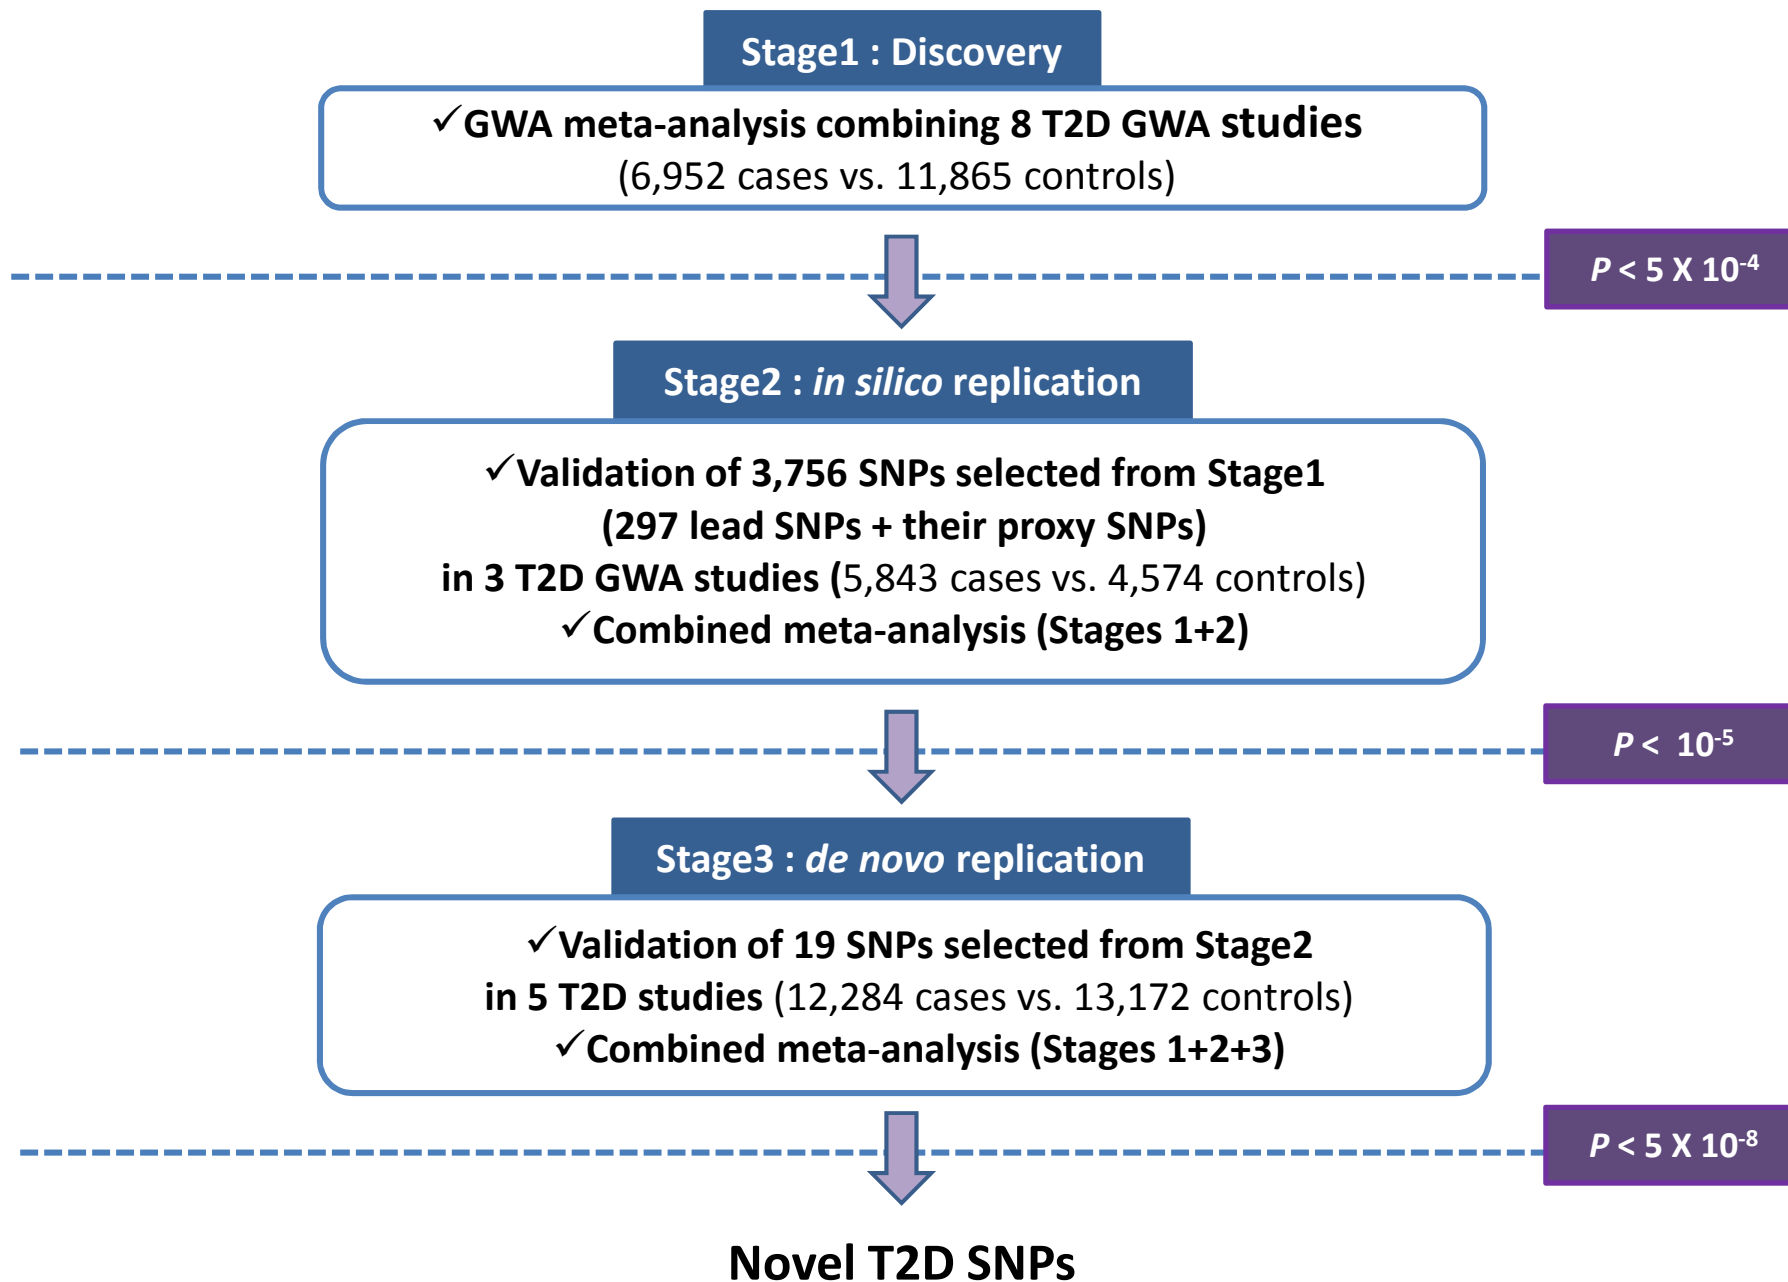 Stage1 : Discovery
✓GWA meta-analysis combining 8 T2D GWA studies
(6,952 cases vs. 11,865 controls)
P < 5 X 10⁻⁴
Stage2 : in silico replication
✓Validation of 3,756 SNPs selected from Stage1
(297 lead SNPs + their proxy SNPs)
in 3 T2D GWA studies (5,843 cases vs. 4,574 controls)
✓Combined meta-analysis (Stages 1+2)
P < 10⁻⁵
Stage3 : de novo replication
✓Validation of 19 SNPs selected from Stage2
in 5 T2D studies (12,284 cases vs. 13,172 controls)
✓Combined meta-analysis (Stages 1+2+3)
P < 5 X 10⁻⁸
Novel T2D SNPs